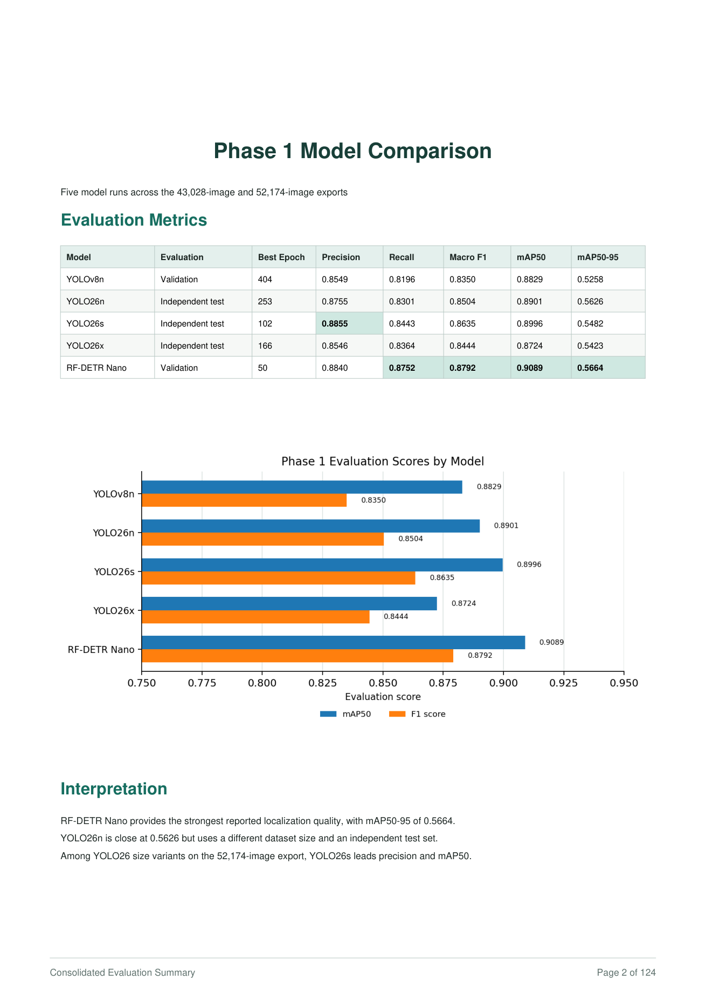 Phase 1 Model Comparison
Five model runs across the 43,028-image and 52,174-image exports
Evaluation Metrics
Model Evaluation Best Epoch Precision Recall Macro F1 mAP50 mAP50-95
YOLOv8n Validation 404 0.8549 0.8196 0.8350 0.8829 0.5258
YOLO26n Independent test 253 0.8755 0.8301 0.8504 0.8901 0.5626
YOLO26s Independent test 102 0.8855 0.8443 0.8635 0.8996 0.5482
YOLO26x Independent test 166 0.8546 0.8364 0.8444 0.8724 0.5423
RF-DETR Nano Validation 50 0.8840 0.8752 0.8792 0.9089 0.5664
Phase 1 Evaluation Scores by Model
0.8829
YOLOv8n
0.8350
0.8901
YOLO26n
0.8504
0.8996
YOLO26s
0.8635
0.8724
YOLO26x
0.8444
0.9089
RF-DETR Nano
0.8792
0.750 0.775 0.800 0.825 0.850 0.875 0.900 0.925 0.950
Evaluation score
mAP50 F1 score
Interpretation
RF-DETR Nano provides the strongest reported localization quality, with mAP50-95 of 0.5664.
YOLO26n is close at 0.5626 but uses a different dataset size and an independent test set.
Among YOLO26 size variants on the 52,174-image export, YOLO26s leads precision and mAP50.
Consolidated Evaluation Summary Page 2 of 124